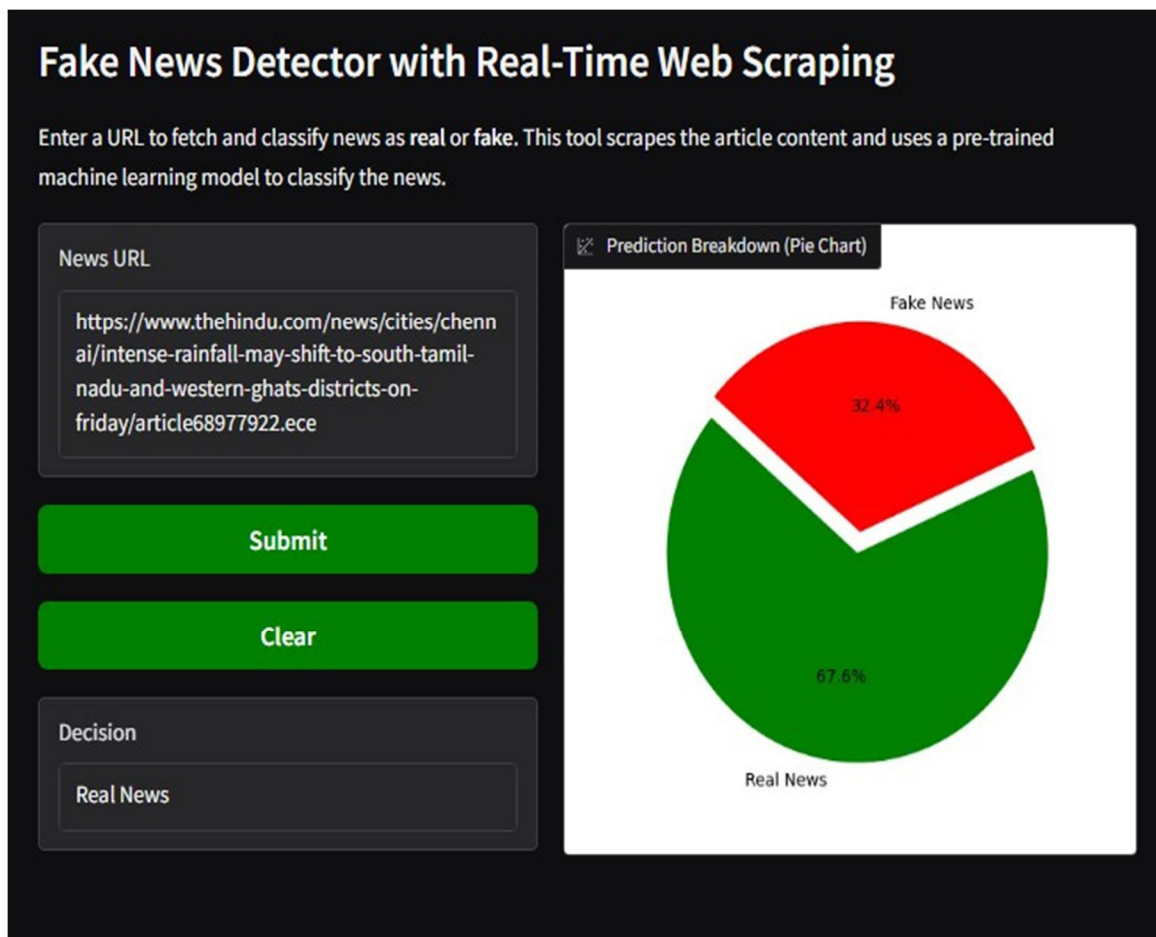 Fake News Detector with Real-Time Web Scraping
Enter a URL to fetch and classify news as real or fake. This tool scrapes the article content and uses a pre-trained
machine learning model to classify the news.
News URL
https://www.thehindu.com/news/cities/chenn
ai/intense-rainfall-may-shift-to-south-tamil-
nadu-and-western-ghats-districts-on-
friday/article68977922.ece
Submit
Clear
Decision
Real News
Prediction Breakdown (Pie Chart)
Fake News
32.4%
67.6%
Real News